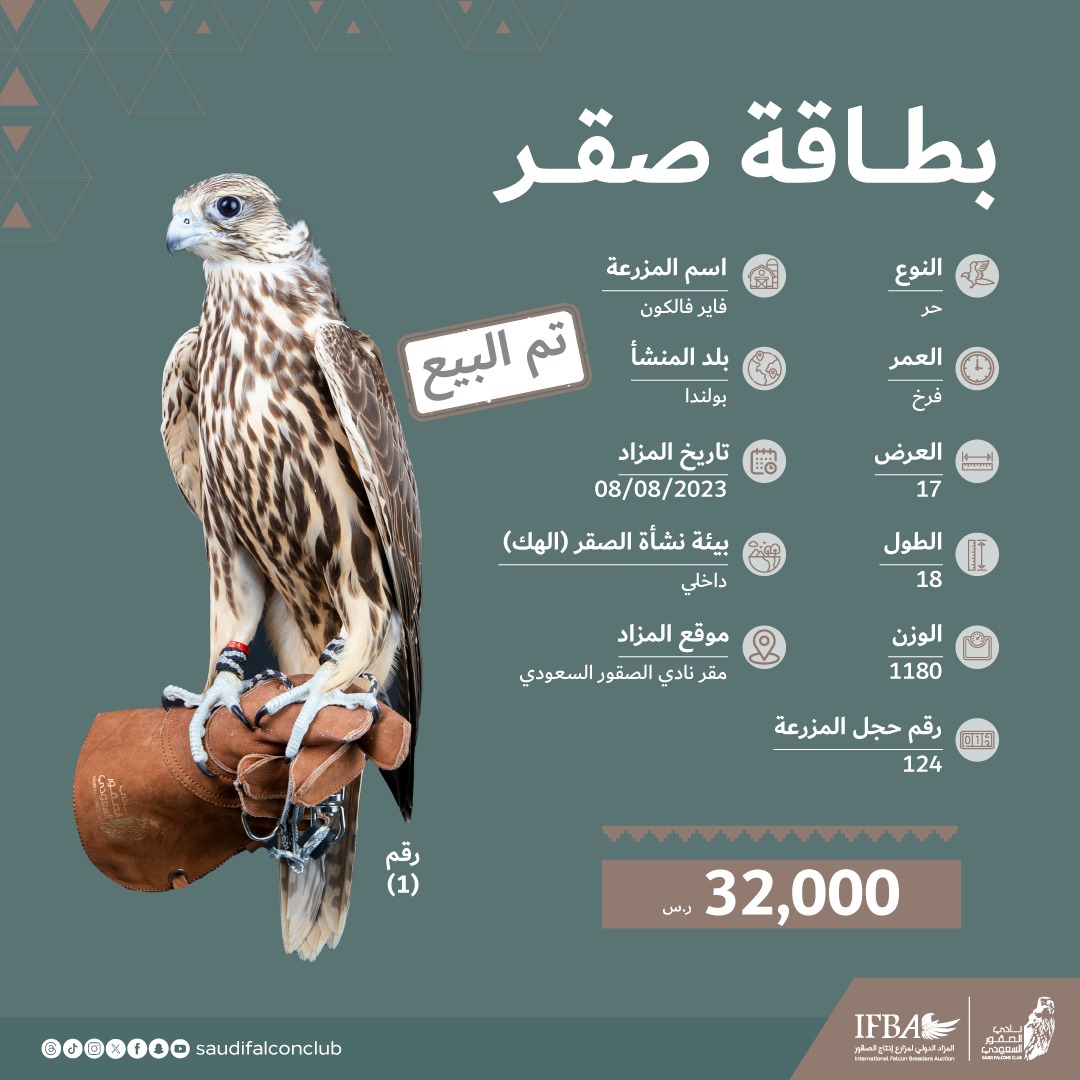 بطاقة صقر
النوع
حر
اسم المزرعة
فاير فالكون
العمر
فرخ
بلد المنشأ
بولندا
تم البيع
العرض
17
تاريخ المزاد
08/08/2023
الطول
18
بيئة نشأة الصقر (الهك)
داخلي
الوزن
1180
موقع المزاد
مقر نادي الصقور السعودي
رقم حجل المزرعة
124
رقم
(1)
32,000 ر.س
saudifalconclub
IFBA
المزاد الدولي لمزارع إنتاج الصقور
International Falcon Breeders Auction
نادي
الصقور
السعودي
SAUDI FALCONS CLUB